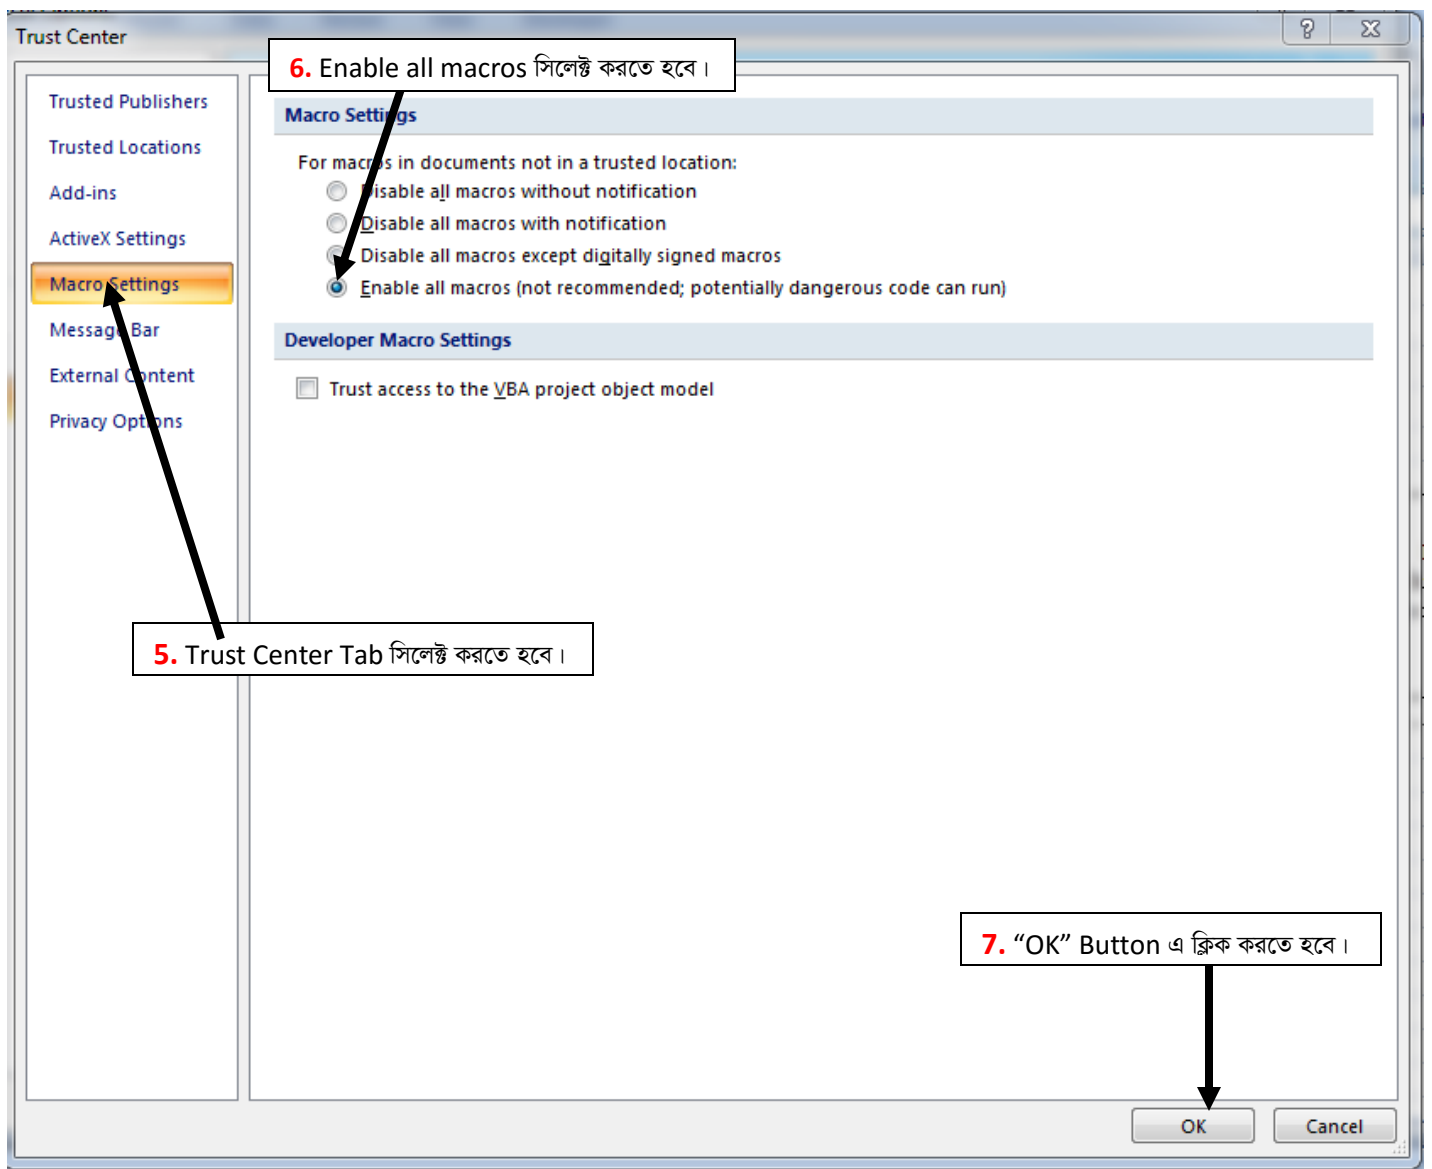 Trust Center
6. Enable all macros সিলেক্ট করতে হবে।
Trusted Publishers
Trusted Locations
Add-ins
ActiveX Settings
Macro Settings
Message Bar
External Content
Privacy Options
Macro Settings
For macros in documents not in a trusted location:
Disable all macros without notification
Disable all macros with notification
Disable all macros except digitally signed macros
Enable all macros (not recommended; potentially dangerous code can run)
Developer Macro Settings
Trust access to the VBA project object model
5. Trust Center Tab সিলেক্ট করতে হবে।
7. “OK” Button এ ক্লিক করতে হবে।
OK
Cancel